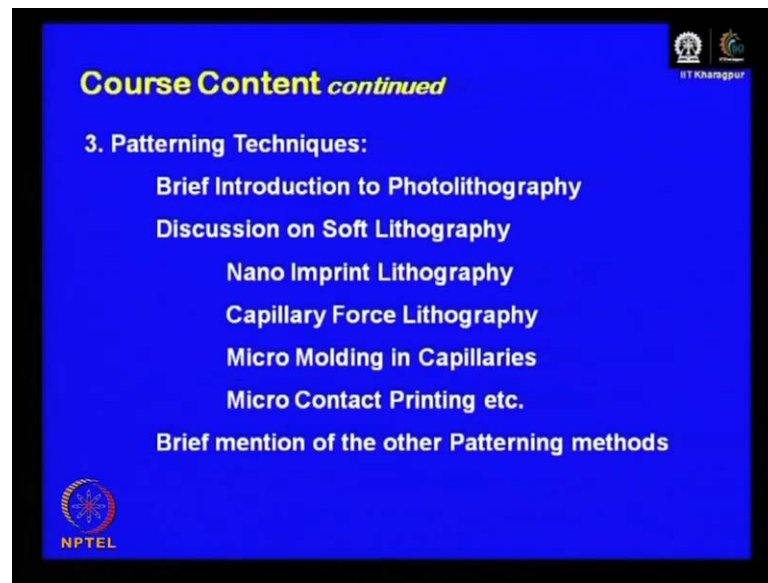 IIT Kharagpur
Course Content continued
3. Patterning Techniques:
Brief Introduction to Photolithography
Discussion on Soft Lithography
Nano Imprint Lithography
Capillary Force Lithography
Micro Molding in Capillaries
Micro Contact Printing etc.
Brief mention of the other Patterning methods
NPTEL